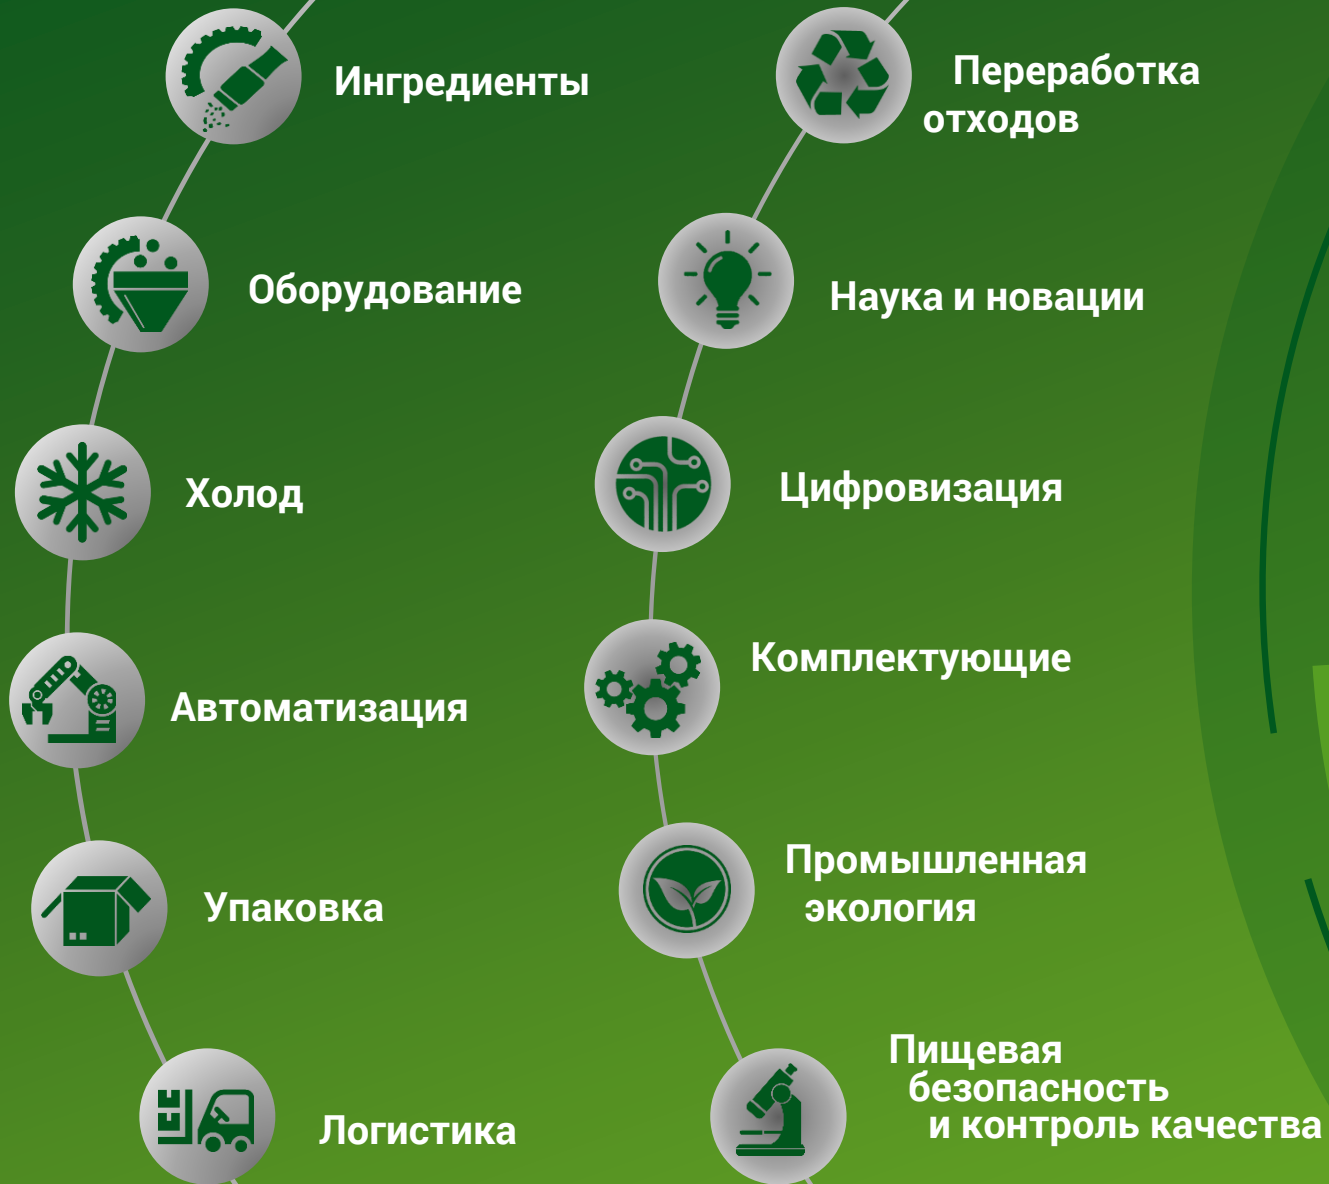 Ингредиенты
Оборудование
Холод
Автоматизация
Упаковка
Логистика
Переработка
отходов
Наука и новации
Цифровизация
Комплектующие
Промышленная
экология
Пищевая
безопасность
и контроль качества